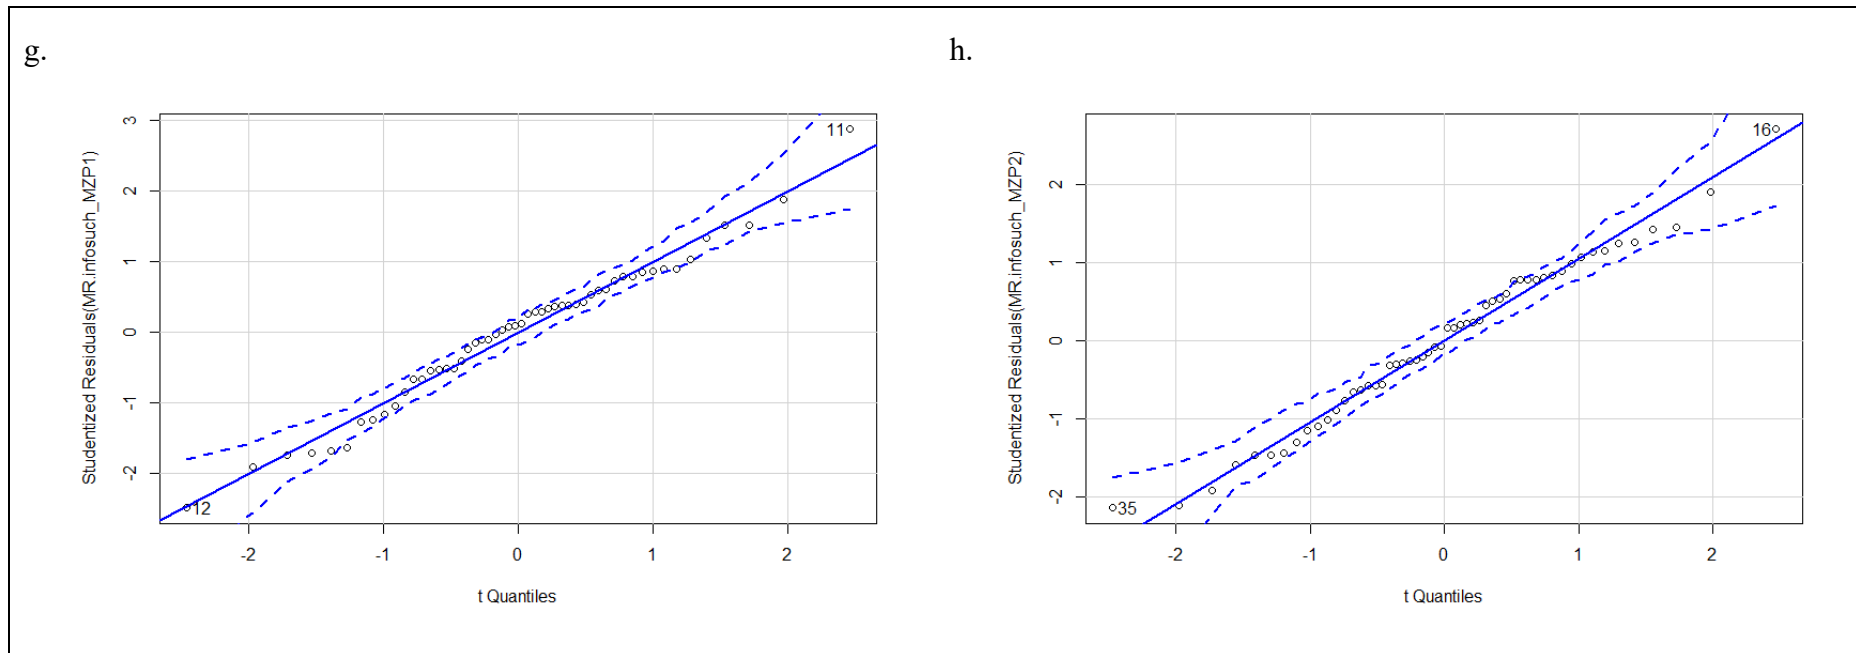 g.
Studentized Residuals(MR.infosuch_MZP1)
3
2
1
0
-1
-2
11
12
-2 -1 0 1 2
t Quantiles
h.
Studentized Residuals(MR.infosuch_MZP2)
2
1
0
-1
-2
16
35
-2 -1 0 1 2
t Quantiles